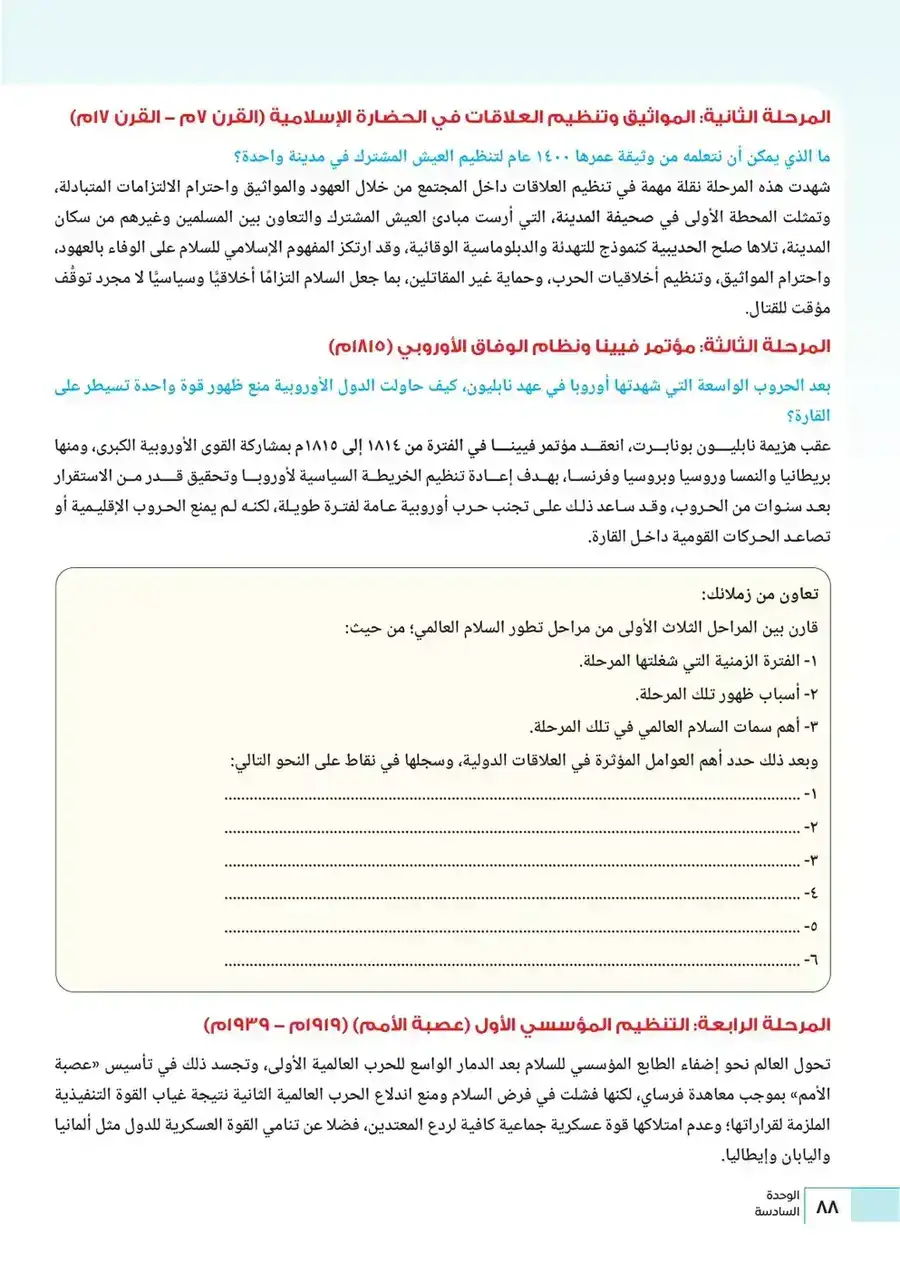 المرحلة الثانية: المواثيق وتنظيم العلاقات في الحضارة الإسلامية (القرن ٧م – القرن ١٧م)
ما الذي يمكن أن نتعلمه من وثيقة عمرها ١٤٠٠ عام لتنظيم العيش المشترك في مدينة واحدة؟
شهدت هذه المرحلة نقلة مهمة في تنظيم العلاقات داخل المجتمع من خلال العهود والمواثيق واحترام الالتزامات المتبادلة،
وتمثلت المحطة الأولى في صحيفة المدينة، التي أرست مبادئ العيش المشترك والتعاون بين المسلمين وغيرهم من سكان
المدينة، تلاها صلح الحديبية كنموذج للتهدئة والدبلوماسية الوقائية، وقد ارتكز المفهوم الإسلامي للسلام على الوفاء بالعهود،
واحترام المواثيق، وتنظيم أخلاقيات الحرب، وحماية غير المقاتلين، بما جعل السلام التزامًا أخلاقيًّا وسياسيًّا لا مجرد توقُّف
مؤقت للقتال.
المرحلة الثالثة: مؤتمر فيينا ونظام الوفاق الأوروبي (١٨١٥م)
بعد الحروب الواسعة التي شهدتها أوروبا في عهد نابليون، كيف حاولت الدول الأوروبية منع ظهور قوة واحدة تسيطر على
القارة؟
عقب هزيمة نابليون بونابرت، انعقد مؤتمر فيينا في الفترة من ١٨١٤ إلى ١٨١٥م بمشاركة القوى الأوروبية الكبرى، ومنها
بريطانيا والنمسا وروسيا وبروسيا وفرنسا، بهدف إعادة تنظيم الخريطة السياسية لأوروبا وتحقيق قدر من الاستقرار
بعد سنوات من الحروب، وقد ساعد ذلك على تجنب حرب أوروبية عامة لفترة طويلة، لكنه لم يمنع الحروب الإقليمية أو
تصاعد الحركات القومية داخل القارة.
تعاون من زملائك:
قارن بين المراحل الثلاث الأولى من مراحل تطور السلام العالمي؛ من حيث:
١- الفترة الزمنية التي شغلتها المرحلة.
٢- أسباب ظهور تلك المرحلة.
٣- أهم سمات السلام العالمي في تلك المرحلة.
وبعد ذلك حدد أهم العوامل المؤثرة في العلاقات الدولية، وسجلها في نقاط على النحو التالي:
١- ........................................
٢- ........................................
٣- ........................................
٤- ........................................
٥- ........................................
٦- ........................................
المرحلة الرابعة: التنظيم المؤسسي الأول (عصبة الأمم) (١٩١٩م – ١٩٣٩م)
تحول العالم نحو إضفاء الطابع المؤسسي للسلام بعد الدمار الواسع للحرب العالمية الأولى، وتجسد ذلك في تأسيس «عصبة
الأمم» بموجب معاهدة فرساي، لكنها فشلت في فرض السلام ومنع اندلاع الحرب العالمية الثانية نتيجة غياب القوة التنفيذية
الملزمة لقراراتها؛ وعدم امتلاكها قوة عسكرية جماعية كافية لردع المعتدين، فضلا عن تنامي القوة العسكرية للدول مثل ألمانيا
واليابان وإيطاليا.
٨٨
الوحدة
السادسة